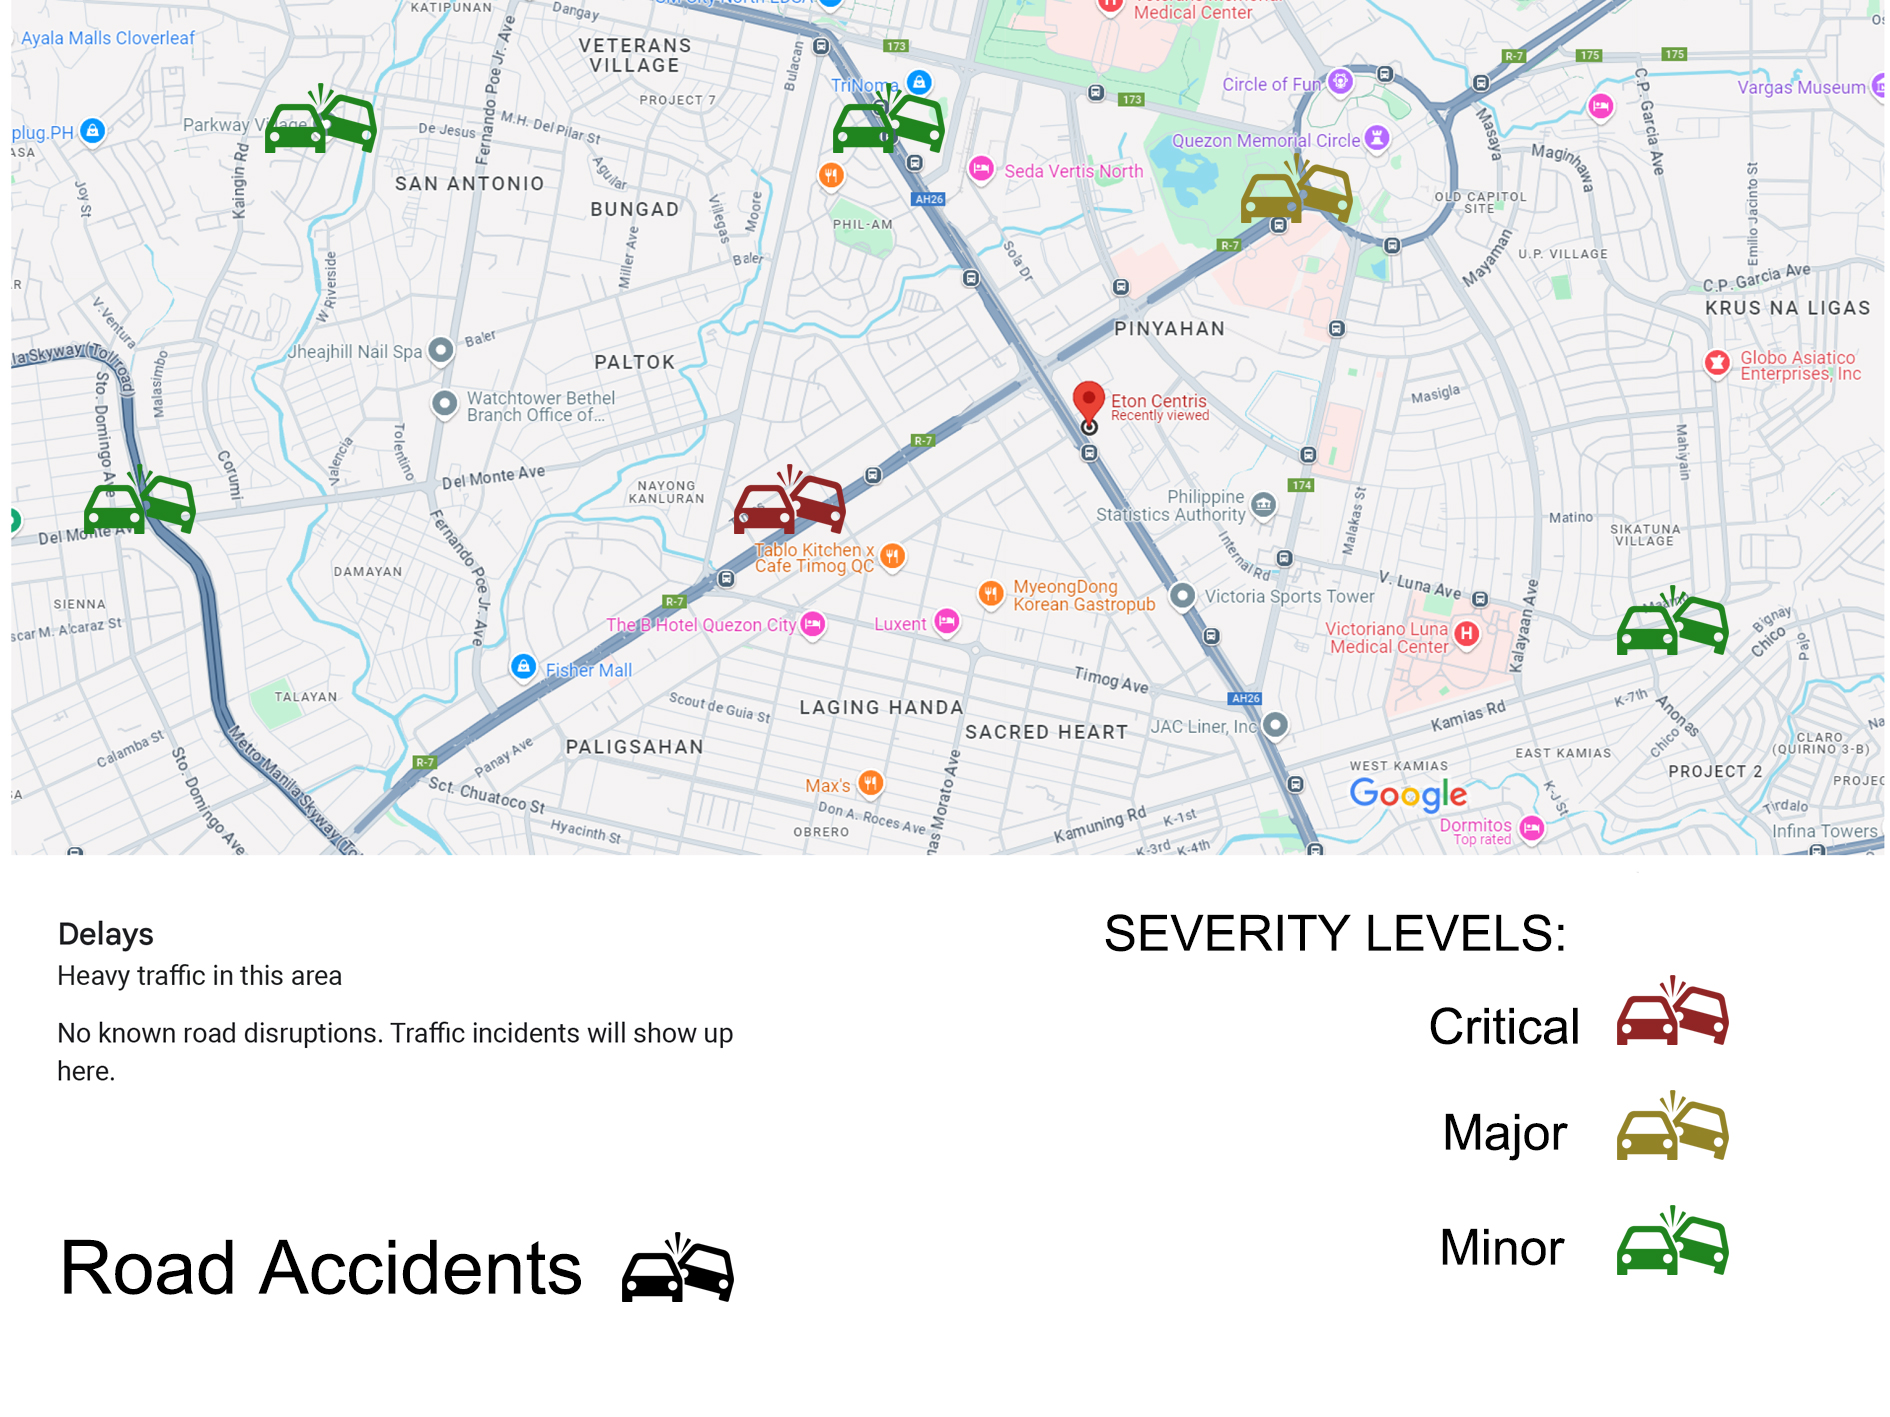 KATIPUNAN
Dangay
Medical Center
Ayala Malls Cloverleaf
VETERANS
VILLAGE
Bulacan
173
R-7
175
175
TriNoma
Circle of Fun
Vargas Museum
PROJECT 7
173
Fernando Poe Jr. Ave
C.P. Garcia Ave
plug.PH
Parkway Village
De Jesus
M.H. Del Pilar St
Quezon Memorial Circle
Masaya
Maginhawa
Kaingin Rd
Aguilar
Seda Vertis North
SAN ANTONIO
BUNGAD
AH26
OLD CAPITOL
SITE
Emilio Jacinto St
Joy St
Villegas
Moore
PHIL-AM
Miller Ave
Baler
Sola Dr
R-7
Mayaman
U.P. VILLAGE
W Riverside
C.P. Garcia Ave
V. Ventura
KRUS NA LIGAS
PINYAHAN
Jheajhill Nail Spa
Baler
PALTOK
la Skyway (Tollroad)
Malasimbo
Globo Asiatico
Enterprises, Inc
Sto. Domingo Ave
Watchtower Bethel
Branch Office of...
Eton Centris
Recently viewed
Masigla
Valencia
Tolentino
R-7
Mahiyain
Corumi
Del Monte Ave
NAYONG
KANLURAN
174
Philippine
Statistics Authority
Malakas St
Matino
SIKATUNA
VILLAGE
Del Monte Ave
Fernando Poe Jr. Ave
Tablo Kitchen x
Cafe Timog QC
Internal Rd
DAMAYAN
MyeongDong
Korean Gastropub
V. Luna Ave
Victoria Sports Tower
SIENNA
R-7
Kalayaan Ave
Bignay
scar M. Alcaraz St
The B Hotel Quezon City
Luxent
Victoriano Luna
Medical Center
Chico
Pajo
Fisher Mall
Timog Ave
TALAYAN
Scout de Guia St
LAGING HANDA
AH26
K-7th
Anonas
Kamias Rd
SACRED HEART
JAC Liner, Inc
Chico
Calamba St
Metro Manila Skyway (To
PALIGSAHAN
EAST KAMIAS
CLARO
(QUIRINO 3-B)
Sto. Domingo Ave
R-7
Panay Ave
WEST KAMIAS
PROJECT 2
PROJEC
Sct. Chuatoco St
Max's
Google
K-J St
Tirdalo
Don A. Roces Ave
Hyacinth St
OBRERO
mas Morato Ave
Kamuning Rd
K-1st
K-3rd
K-4th
Dormitos
Top rated
Infina Towers
Delays
Heavy traffic in this area
No known road disruptions. Traffic incidents will show up
here.
SEVERITY LEVELS:
Critical
Major
Minor
Road Accidents